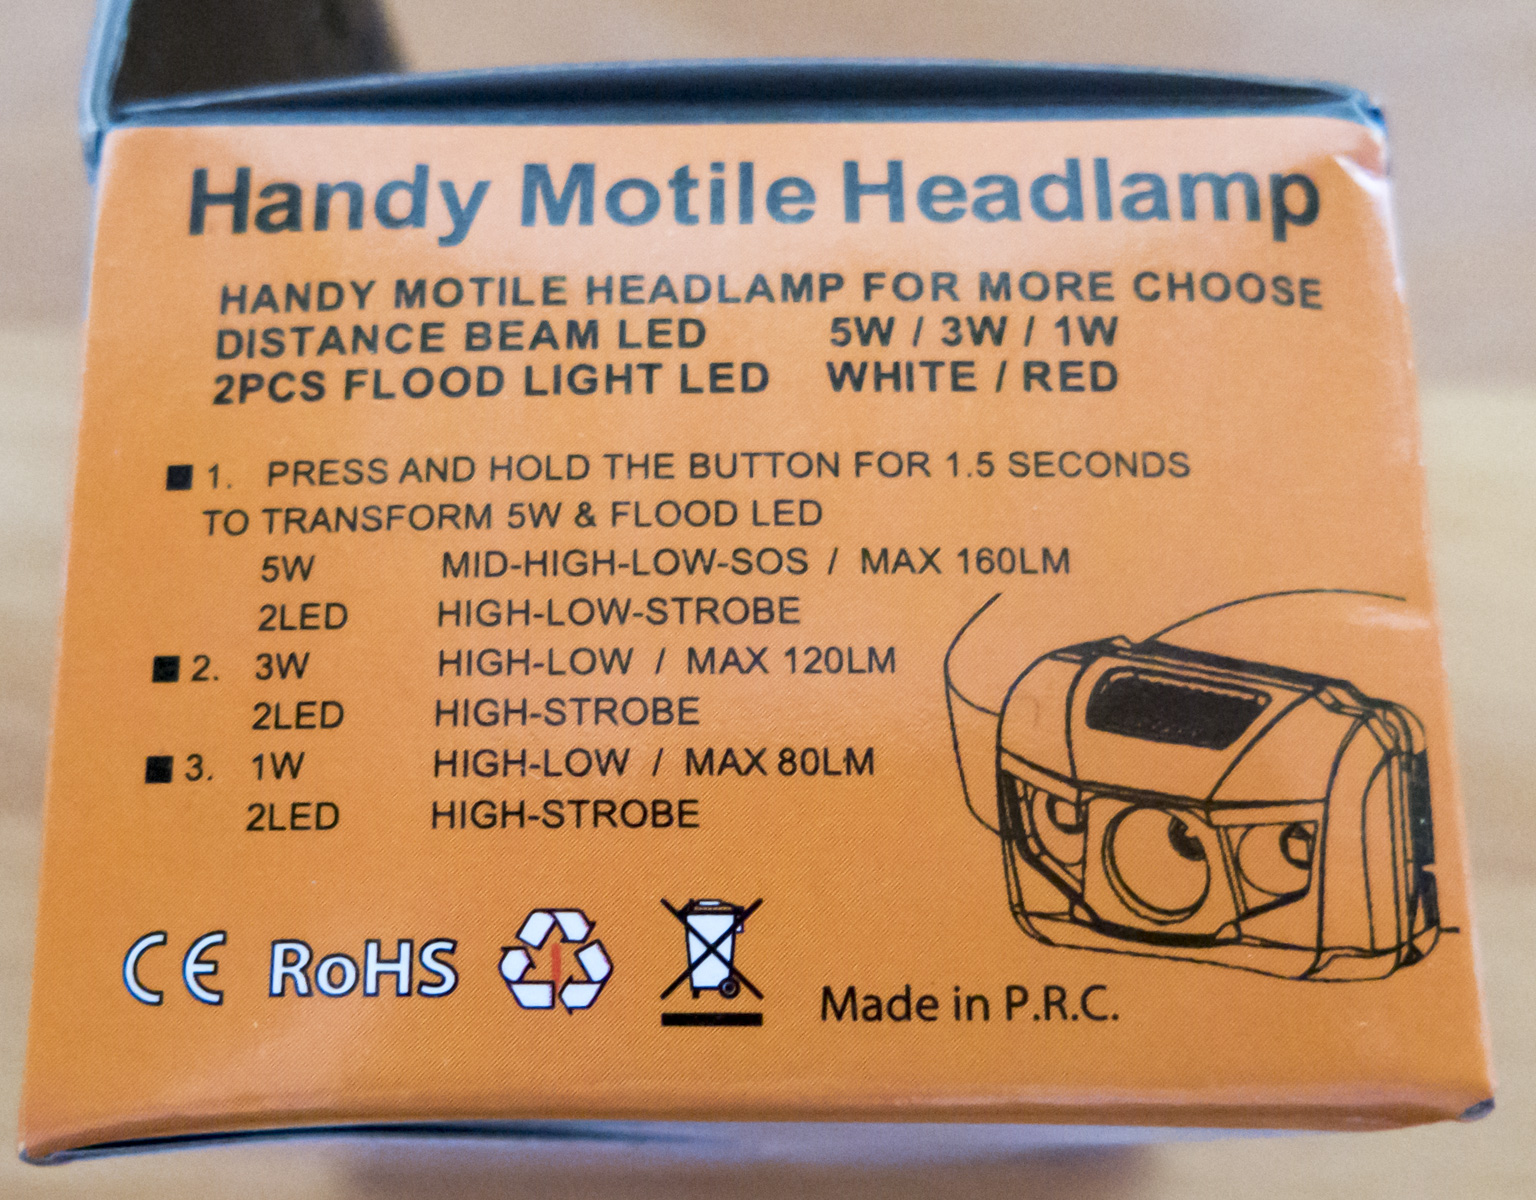 Handy Motile Headlamp
HANDY MOTILE HEADLAMP FOR MORE CHOOSE
DISTANCE BEAM LED 5W / 3W / 1W
2PCS FLOOD LIGHT LED WHITE / RED
■ 1. PRESS AND HOLD THE BUTTON FOR 1.5 SECONDS
TO TRANSFORM 5W & FLOOD LED
5W MID-HIGH-LOW-SOS / MAX 160LM
2LED HIGH-LOW-STROBE
■ 2. 3W HIGH-LOW / MAX 120LM
2LED HIGH-STROBE
■ 3. 1W HIGH-LOW / MAX 80LM
2LED HIGH-STROBE
CE RoHS Made in P.R.C.